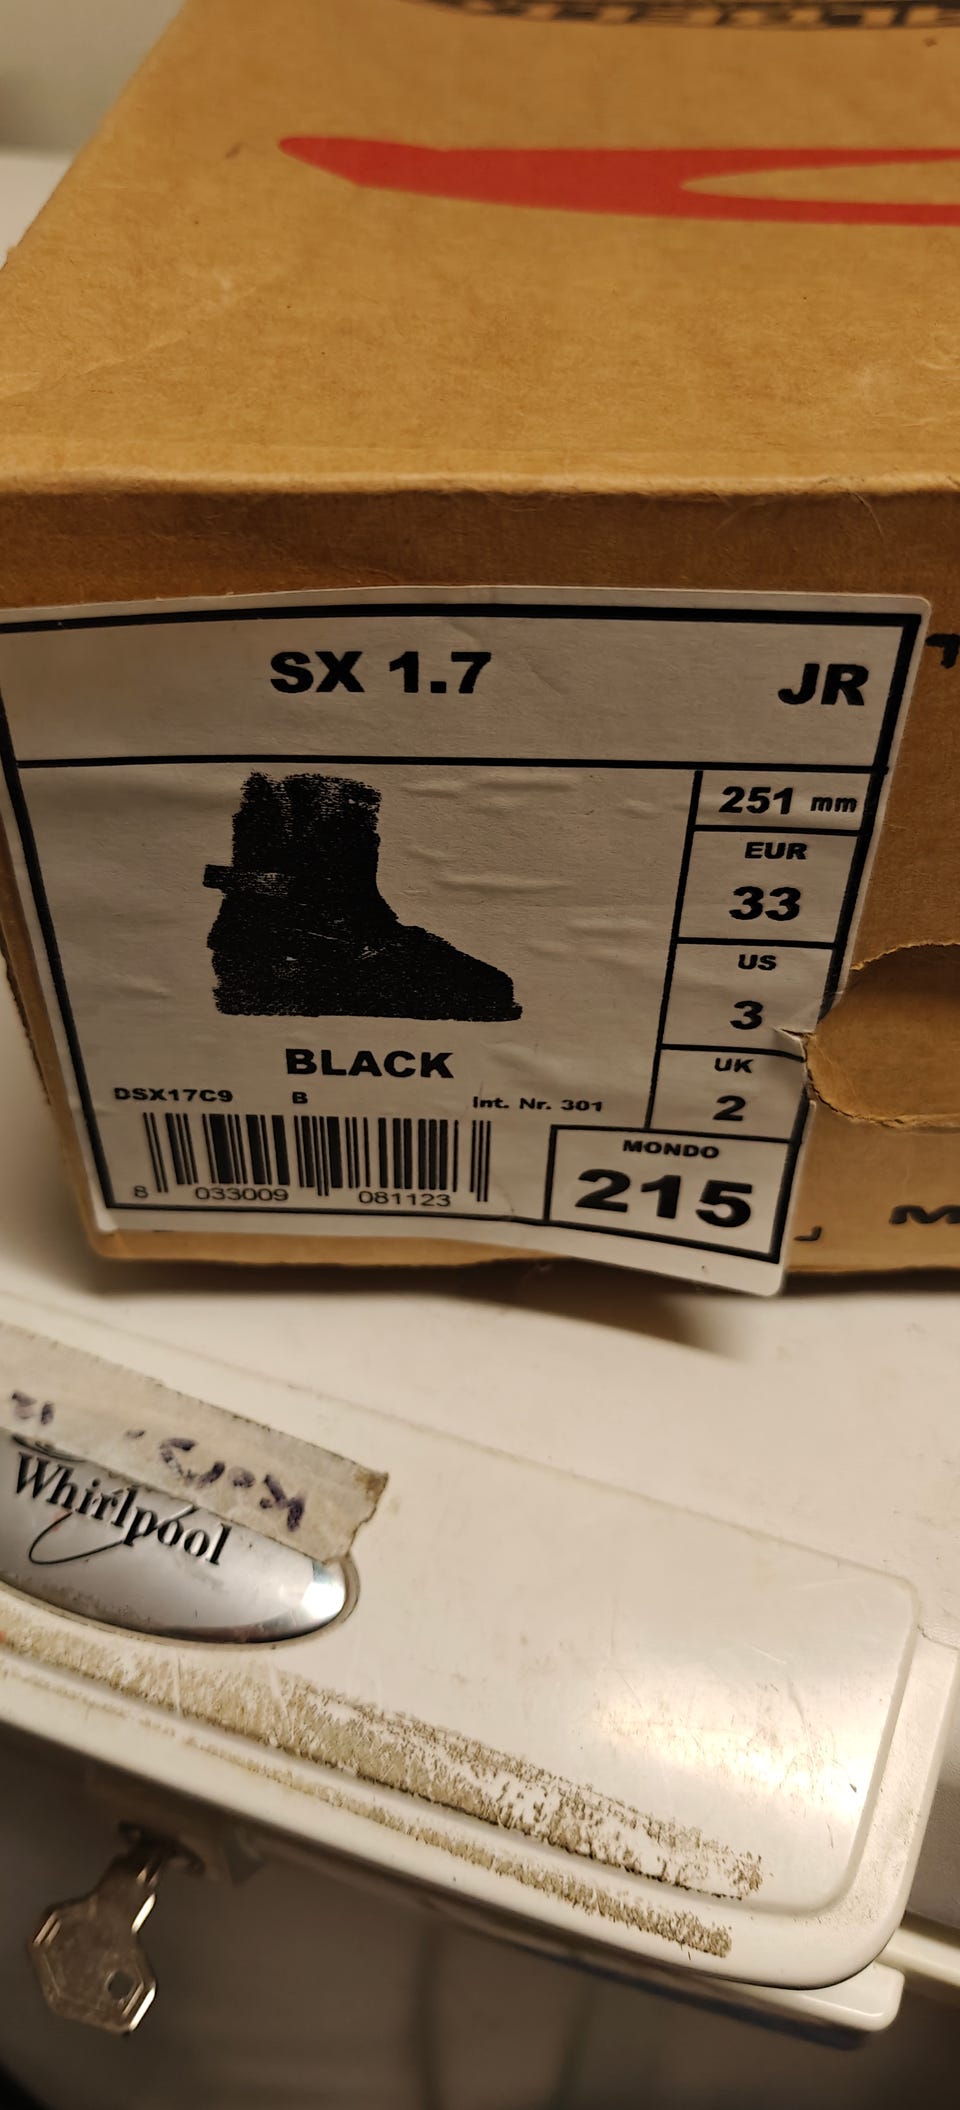 SX 1.7 JR
251 mm
EUR
33
US
3
UK
2
BLACK
DSX17C9 B Int. Nr. 301
8 033009 081123
MONDO
215
Whirlpool